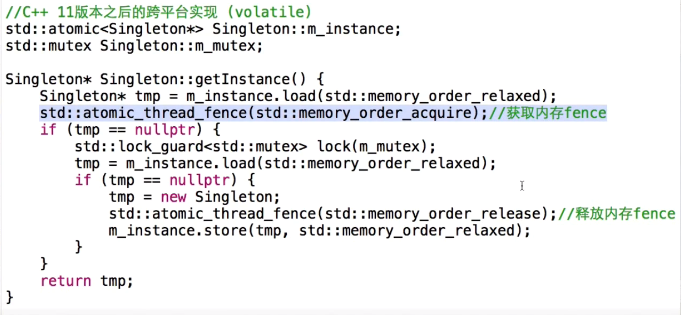 //C++ 11版本之后的跨平台实现 (volatile)
std::atomic<Singleton*> Singleton::m_instance;
std::mutex Singleton::m_mutex;

Singleton* Singleton::getInstance() {
    Singleton* tmp = m_instance.load(std::memory_order_relaxed);
    std::atomic_thread_fence(std::memory_order_acquire);//获取内存fence
    if (tmp == nullptr) {
        std::lock_guard<std::mutex> lock(m_mutex);
        tmp = m_instance.load(std::memory_order_relaxed);
        if (tmp == nullptr) {
            tmp = new Singleton;
            std::atomic_thread_fence(std::memory_order_release);//释放内存fence
            m_instance.store(tmp, std::memory_order_relaxed);
        }
    }
    return tmp;
}